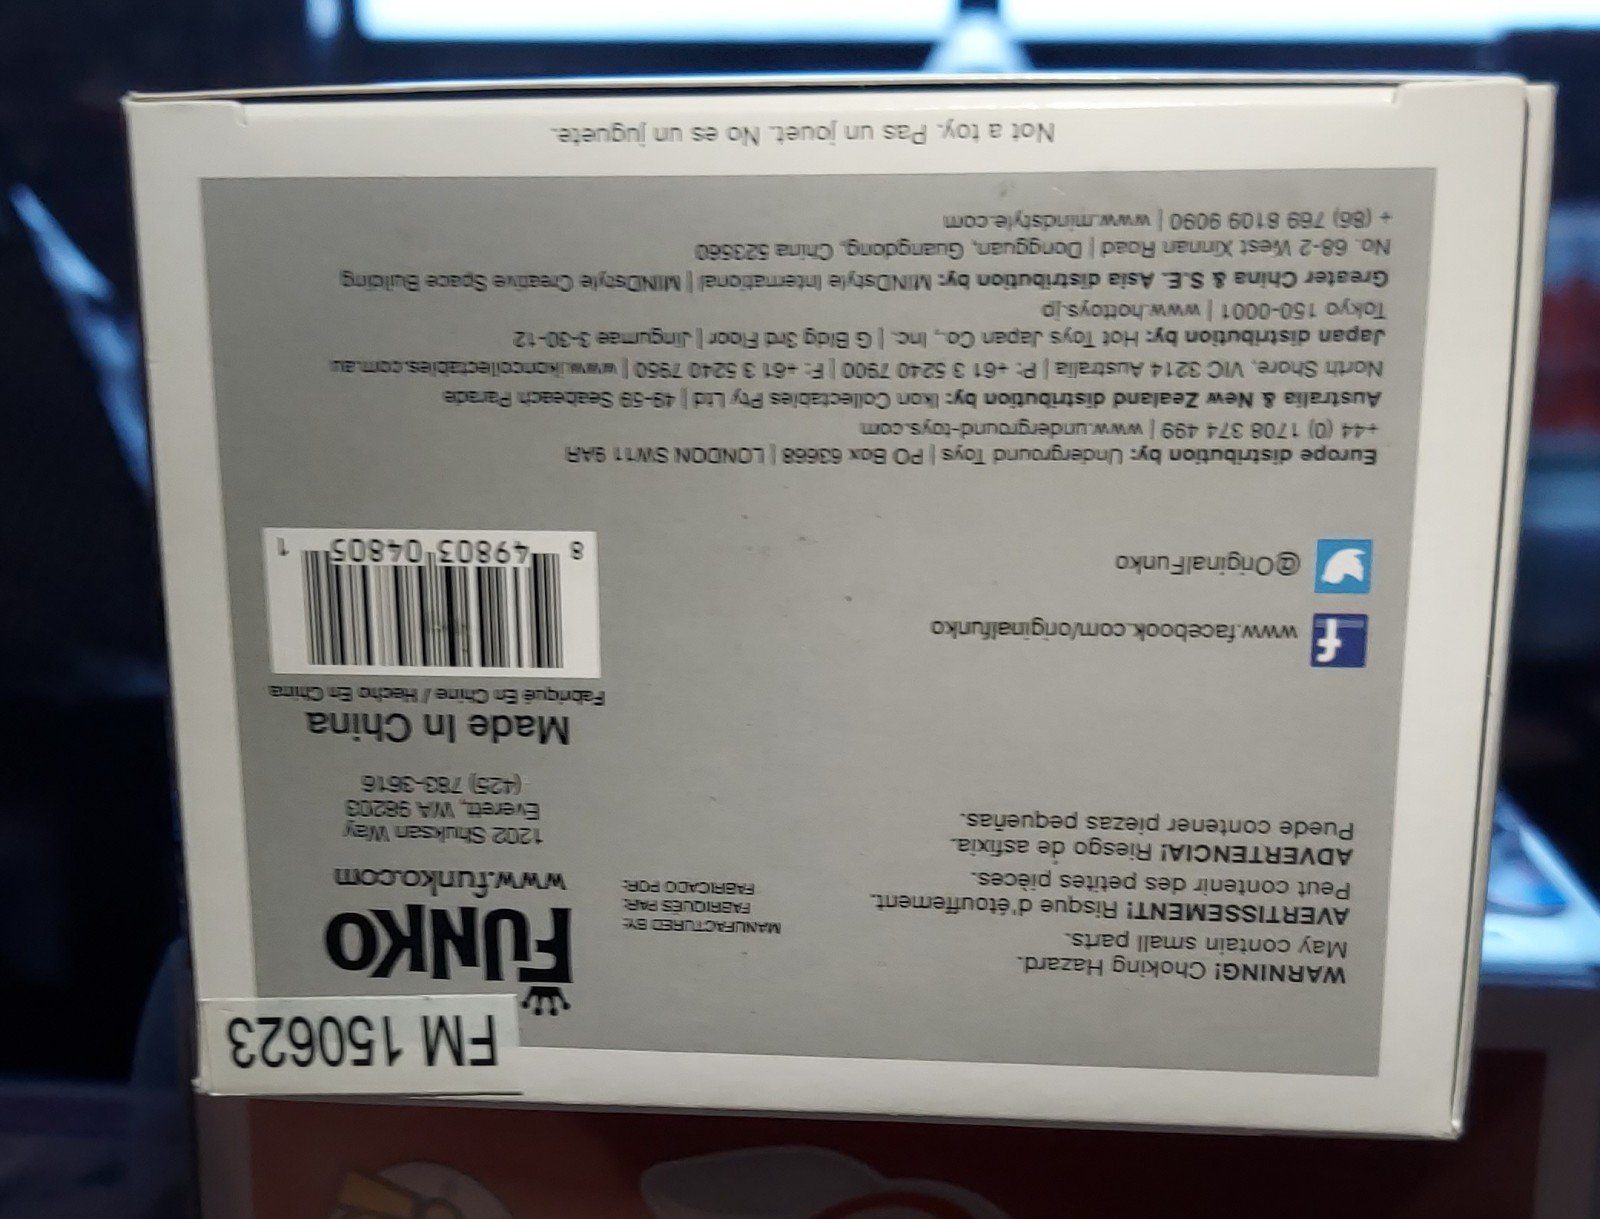 WARNING! Choking Hazard.
May contain small parts.
AVERTISSEMENT! Risque d'étouffement.
Peut contenir des petites pièces.
ADVERTENCIA! Riesgo de asfixia.
Puede contener piezas pequeñas.
MANUFACTURED BY:
FABRIQUÉS PAR:
FABRICADO POR:
FM 150623
FUNKO
www.funko.com
1202 Shuksan Way
Everett, WA 98203
(425) 783-3616
Made In China
Fabriqué En Chine / Hecho En China
8 49803 04805 1
www.facebook.com/originalfunko
@OriginalFunko
Europe distribution by: Underground Toys | PO Box 63668 | LONDON SW11 9AR
+44 (0) 1708 374 499 | www.underground-toys.com
Australia & New Zealand distribution by: Ikon Collectables Pty Ltd | 49-59 Seabeach Parade
North Shore, VIC 3214 Australia | P: +61 3 5240 7900 | F: +61 3 5240 7950 | www.ikoncollectables.com.au
Japan distribution by: Hot Toys Japan Co., Inc. | G Bldg 3rd Floor | Jingumae 3-30-12
Tokyo 150-0001 | www.hottoys.jp
Greater China & S.E. Asia distribution by: MINDstyle International | MINDstyle Creative Space Building
No. 68-2 West Xinnan Road | Dongguan, Guangdong, China 523560
+ (86) 769 8109 9090 | www.mindstyle.com
Not a toy. Pas un jouet. No es un juguete.